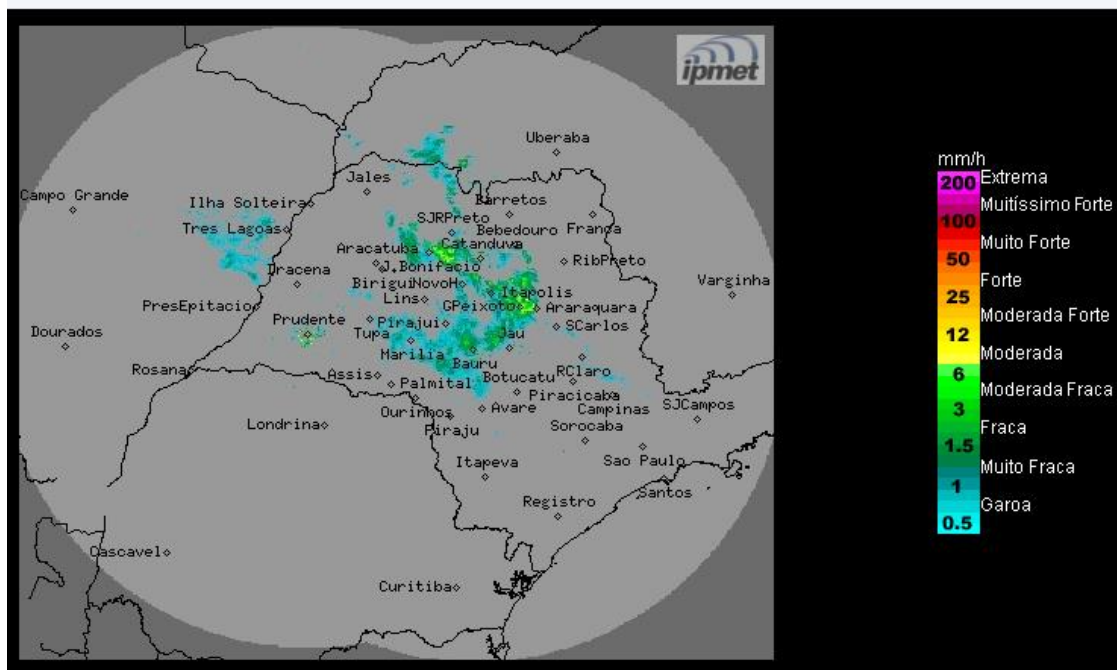 ipmet
Uberaba
Campo Grande
Jales
Ilha Solteira
Barretos
SJRPreto
Tres Lagoas
Bebedouro
Franca
Aracatuba
Catanduva
Dracena
J.Bonifacio
RibPreto
Birigui
NovoH
Itapolis
Varginha
PresEpitacio
Lins
GPeixoto
Araraquara
Prudente
Tupa
Pirajui
SCarlos
Dourados
Marilia
Jau
Bauru
Rosana
Assis
Palmital
Botucatu
RClaro
Piracicaba
Ourinhos
Avare
Campinas
SJCampos
Londrina
Piraju
Sorocaba
Itapeva
Sao Paulo
Registro
Santos
Cascavel
Curitiba
mm/h
200 Extrema
Muitíssimo Forte
100
Muito Forte
50
Forte
25
Moderada Forte
12
Moderada
6
Moderada Fraca
3
Fraca
1.5
Muito Fraca
1
Garoa
0.5